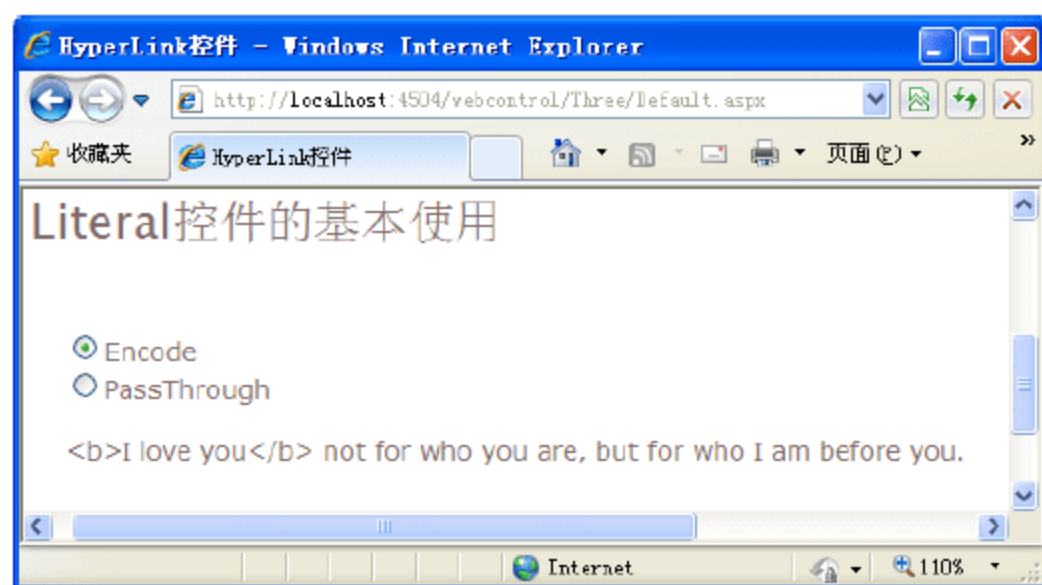 HyperLink控件 - Windows Internet Explorer
http://localhost:4504/webcontrol/Three/Default.aspx
收藏夹 HyperLink控件 页面(P)
Literal控件的基本使用
Encode
PassThrough
<b>I love you</b> not for who you are, but for who I am before you.
Internet 110%